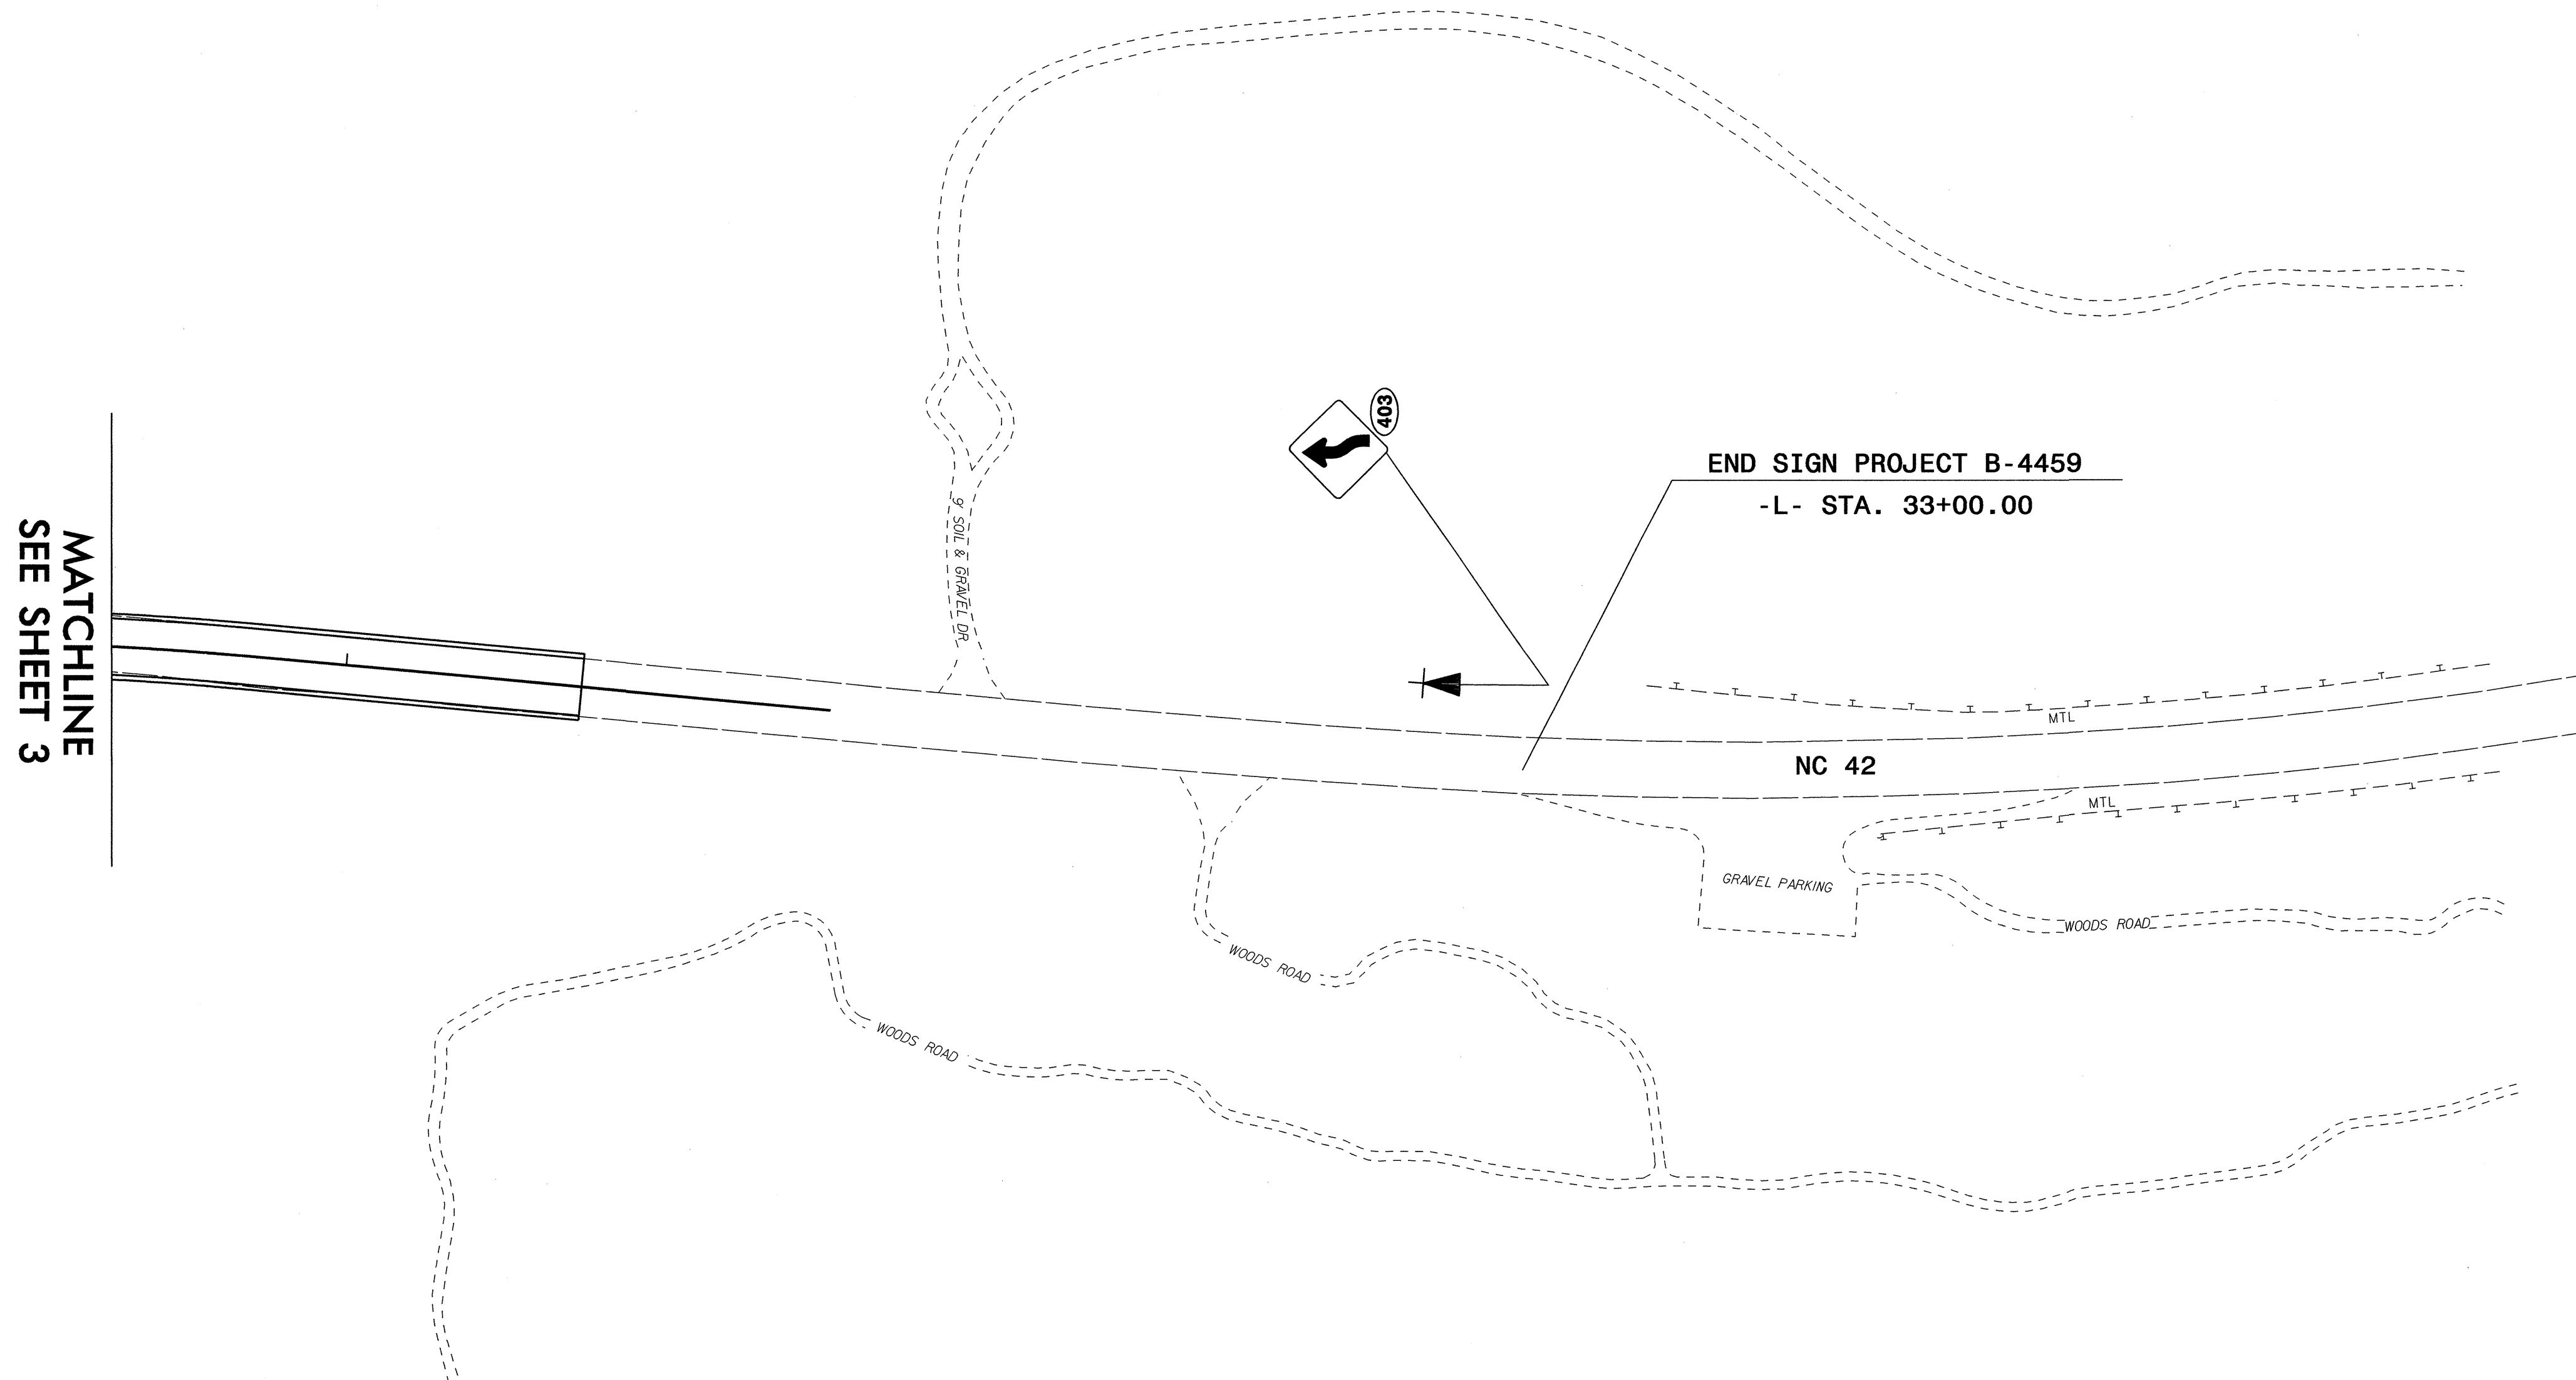 MATCHLINE
SEE SHEET 3
9' SOIL & GRAVEL DR
403
END SIGN PROJECT B-4459
-L- STA. 33+00.00
MTL
NC 42
MTL
GRAVEL PARKING
WOODS ROAD
WOODS ROAD
WOODS ROAD